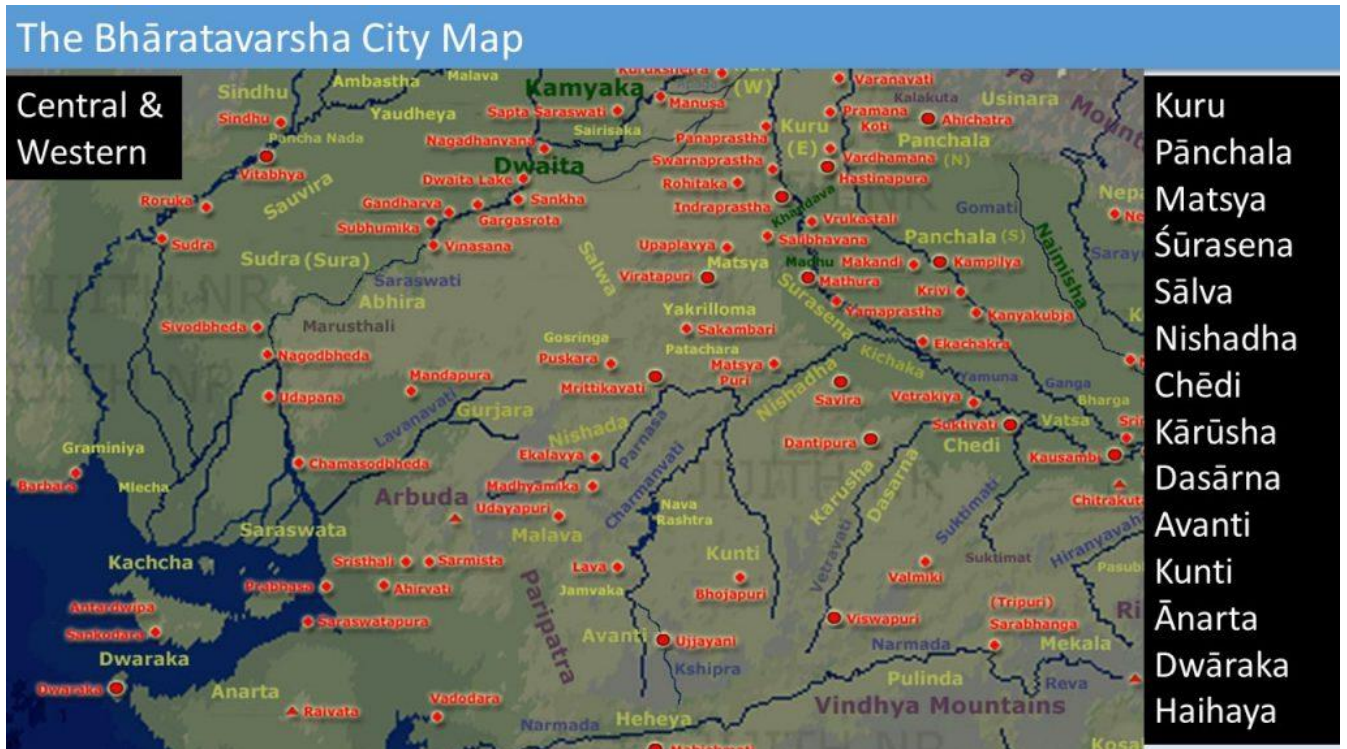 The Bhāratavarsha City Map
Central &
Western
Kuru
Pānchala
Matsya
Śūrasena
Sālva
Nishadha
Chēdi
Kārūsha
Dasārna
Avanti
Kunti
Ānarta
Dwāraka
Haihaya
Sindhu
Ambastha
Malava
Kamyaka
Kurukshetra
(W)
Varanavati
Kalakuta
Usinara
Sindhu
Yaudheya
Sapta Saraswati
Manusa
Pramana
Koti
Ahichatra
Pancha Nada
Sairisaka
Panaprastha
Kuru
(E)
Panchala
(N)
Nagadhanvana
Vitabhya
Dwaita
Swarnaprastha
Vardhamana
Hastinapura
Sauvira
Dwaita Lake
Rohitaka
Roruka
Gandharva
Sankha
Indraprastha
Khandava
Gomati
Subhumika
Gargasrota
Vrukastali
Naimisha
Sudra
Vinasana
Upaplavya
Salibhavana
Panchala (S)
Sudra (Sura)
Salwa
Matsya
Madhu
Makandi
Kampilya
Saraswati
Viratapuri
Mathura
Krivi
Abhira
Surasena
Yamaprastha
Yakrilloma
Kanyakubja
Sivodbheda
Marusthali
Sakambari
Gosringa
Ekachakra
Nagodbheda
Puskara
Patachara
Kichaka
Mandapura
Matsya
Puri
Mrittikavati
Nishadha
Yamuna
Ganga
Udapana
Savira
Vetrakiya
Bhargava
Lavanavati
Gurjara
Suktivati
Vatsa
Nishada
Parnasa
Dantipura
Chedi
Graminiya
Ekalavya
Kausambi
Chamasodbheda
Barbara
Mlecha
Arbuda
Madhyamika
Charmanvati
Karusha
Dasarna
Chitrakuta
Udayapuri
Nava
Rashtra
Suktimati
Saraswata
Malava
Kunti
Vetravati
Hiranyavaha
Kachcha
Sristhali
Sarmista
Lava
Suktimat
Prabhasa
Ahirvati
Jamvaka
Bhojapuri
Valmiki
Antardwipa
Paripatra
(Tripuri)
Sarabhanga
Sankodara
Saraswatapura
Viswapuri
Avanti
Ujjayani
Narmada
Mekala
Dwaraka
Kshipra
Dwaraka
Anarta
Pulinda
Reva
Raivata
Vadodara
Vindhya Mountains
Narmada
Heheya
Mahishmati